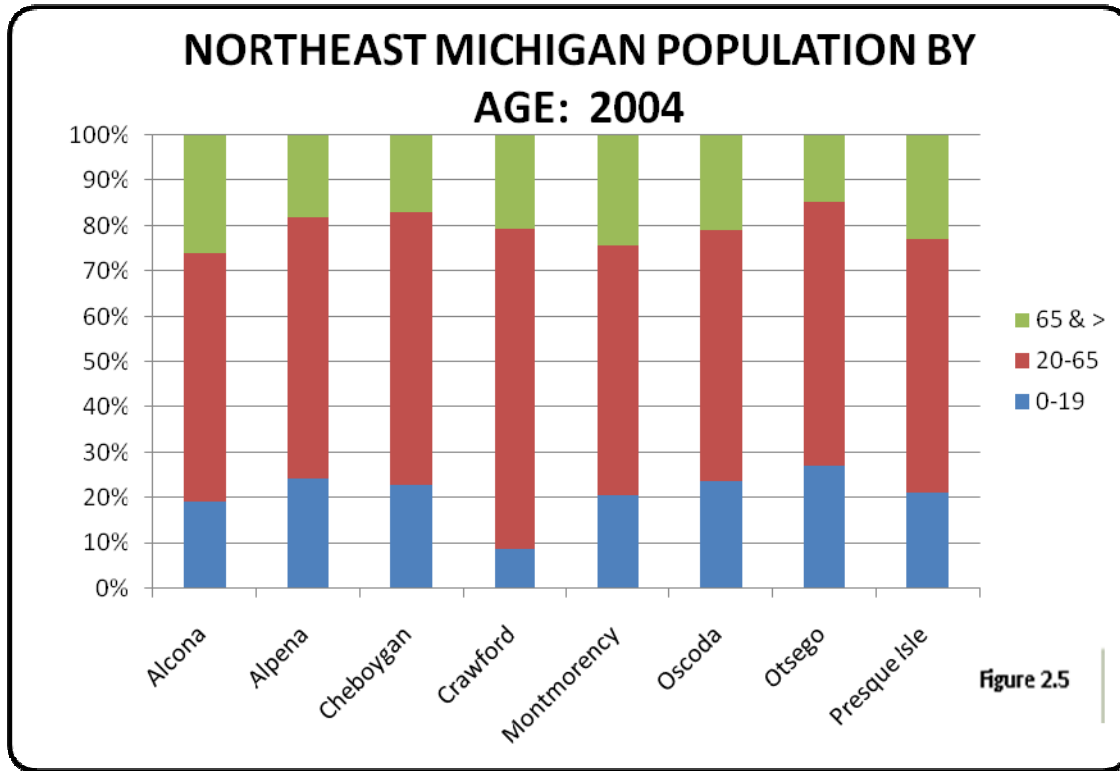 NORTHEAST MICHIGAN POPULATION BY
AGE: 2004
100%
90%
80%
70%
60%
50%
40%
30%
20%
10%
0%
Alcona
Alpena
Cheboygan
Crawford
Montmorency
Oscoda
Otsego
Presque Isle
65 & >
20-65
0-19
Figure 2.5